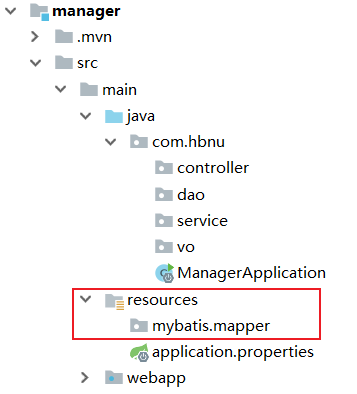 manager
.mvn
src
main
java
com.hbnu
controller
dao
service
vo
ManagerApplication
resources
mybatis.mapper
application.properties
webapp